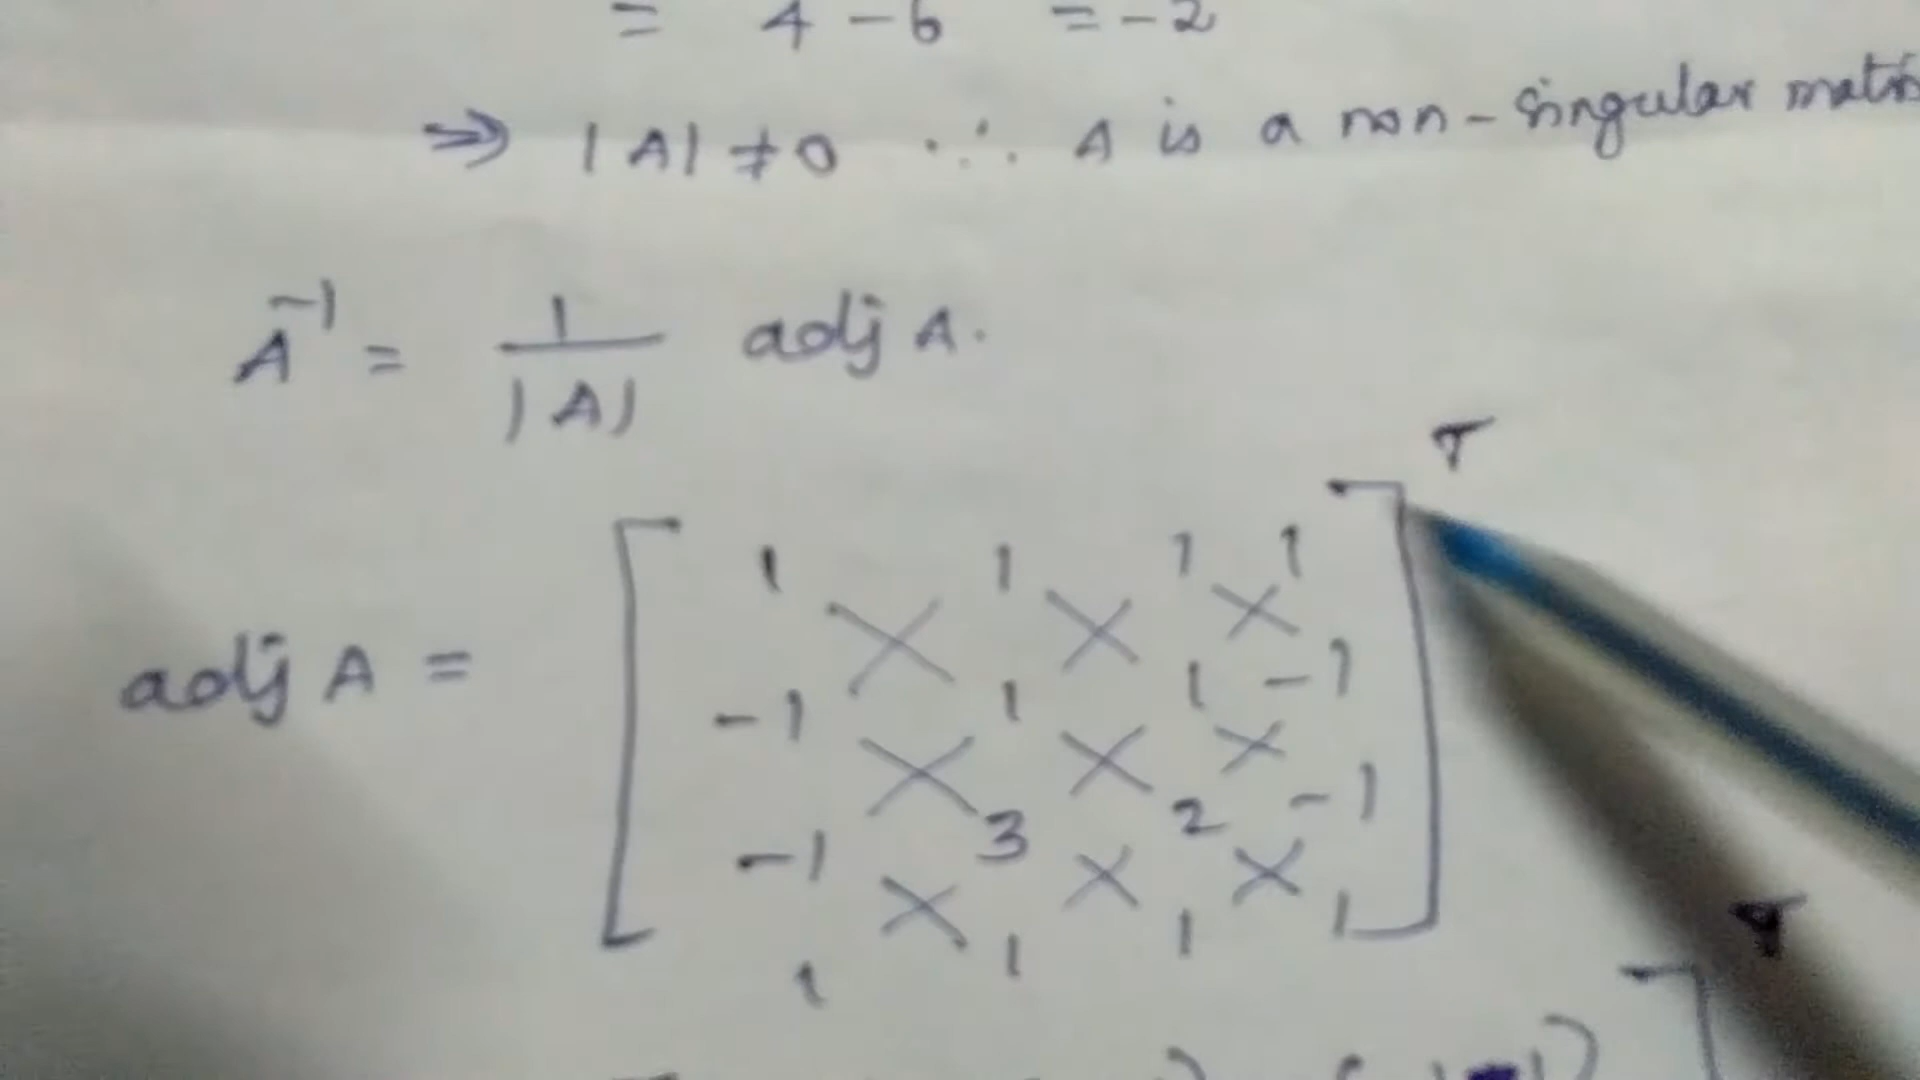 = 4 - 6 = -2
⇒ |A| ≠ 0 ∴ A is a non-singular
A⁻¹ = 1/|A| adj A.
T
1 1 1 1
-1 1 1 -1
adj A =
-1 3 2 -1
1 1 1 1
T